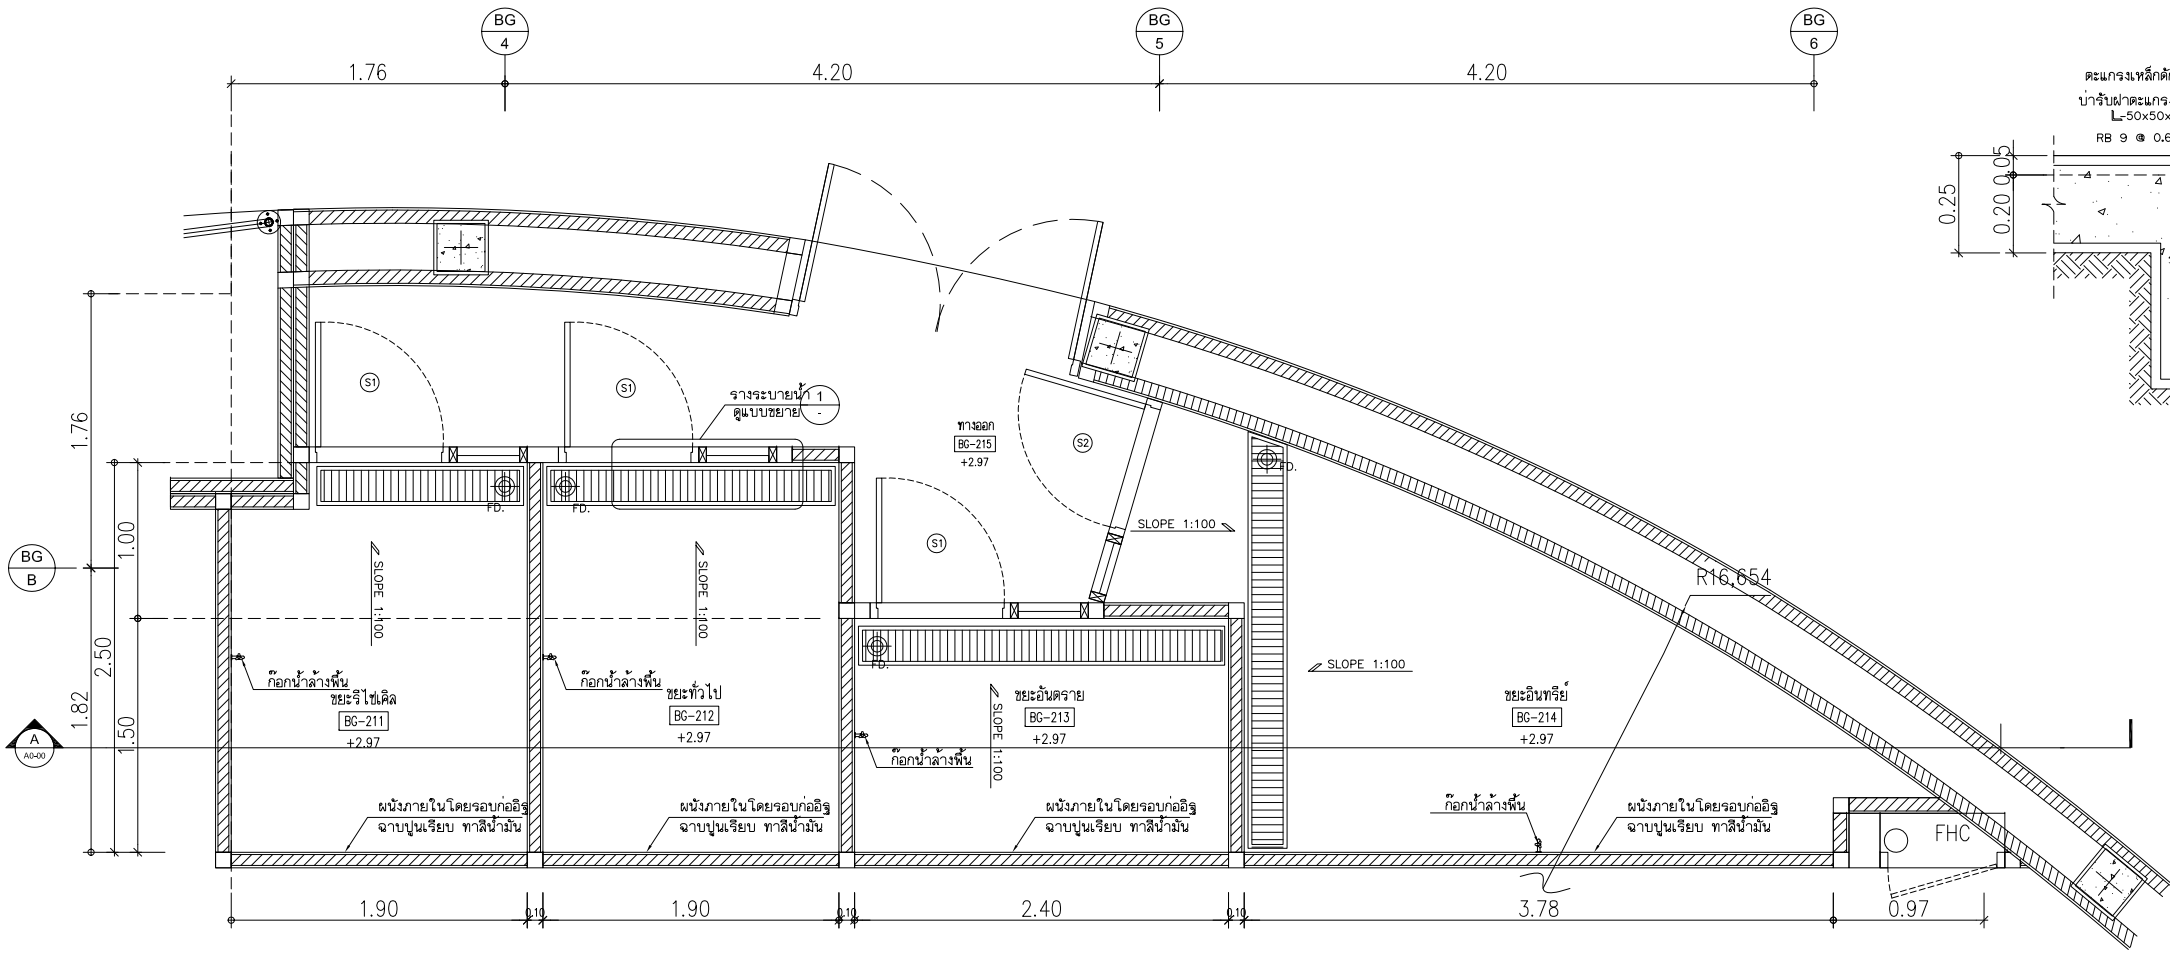 BG
4
BG
5
BG
6
1.76
4.20
4.20
ตะแกรงเหล็กดั
บ่ารับฝาตะแกรง
50x50x
RB 9 @ 0.6
0.25
0.20
0.05
S1
S1
รางระบายน้ำ
ดูแบบขยาย
1
-
ทางออก
BG-215
+2.97
S2
S1
FD.
FD.
FD.
FD.
SLOPE 1:100
SLOPE 1:100
SLOPE 1:100
SLOPE 1:100
SLOPE 1:100
R16,654
BG
B
A
A0-00
1.76
1.82
2.50
1.00
1.50
ก๊อกน้ำล้างพื้น
ขยะรีไซเคิล
BG-211
+2.97
ก๊อกน้ำล้างพื้น
ขยะทั่วไป
BG-212
+2.97
ขยะอันตราย
BG-213
+2.97
ก๊อกน้ำล้างพื้น
ขยะอินทรีย์
BG-214
+2.97
ผนังภายในโดยรอบก่ออิฐ
ฉาบปูนเรียบ ทาสีน้ำมัน
ผนังภายในโดยรอบก่ออิฐ
ฉาบปูนเรียบ ทาสีน้ำมัน
ผนังภายในโดยรอบก่ออิฐ
ฉาบปูนเรียบ ทาสีน้ำมัน
ก๊อกน้ำล้างพื้น
ผนังภายในโดยรอบก่ออิฐ
ฉาบปูนเรียบ ทาสีน้ำมัน
FHC
1.90
0.10
1.90
0.10
2.40
0.10
3.78
0.97